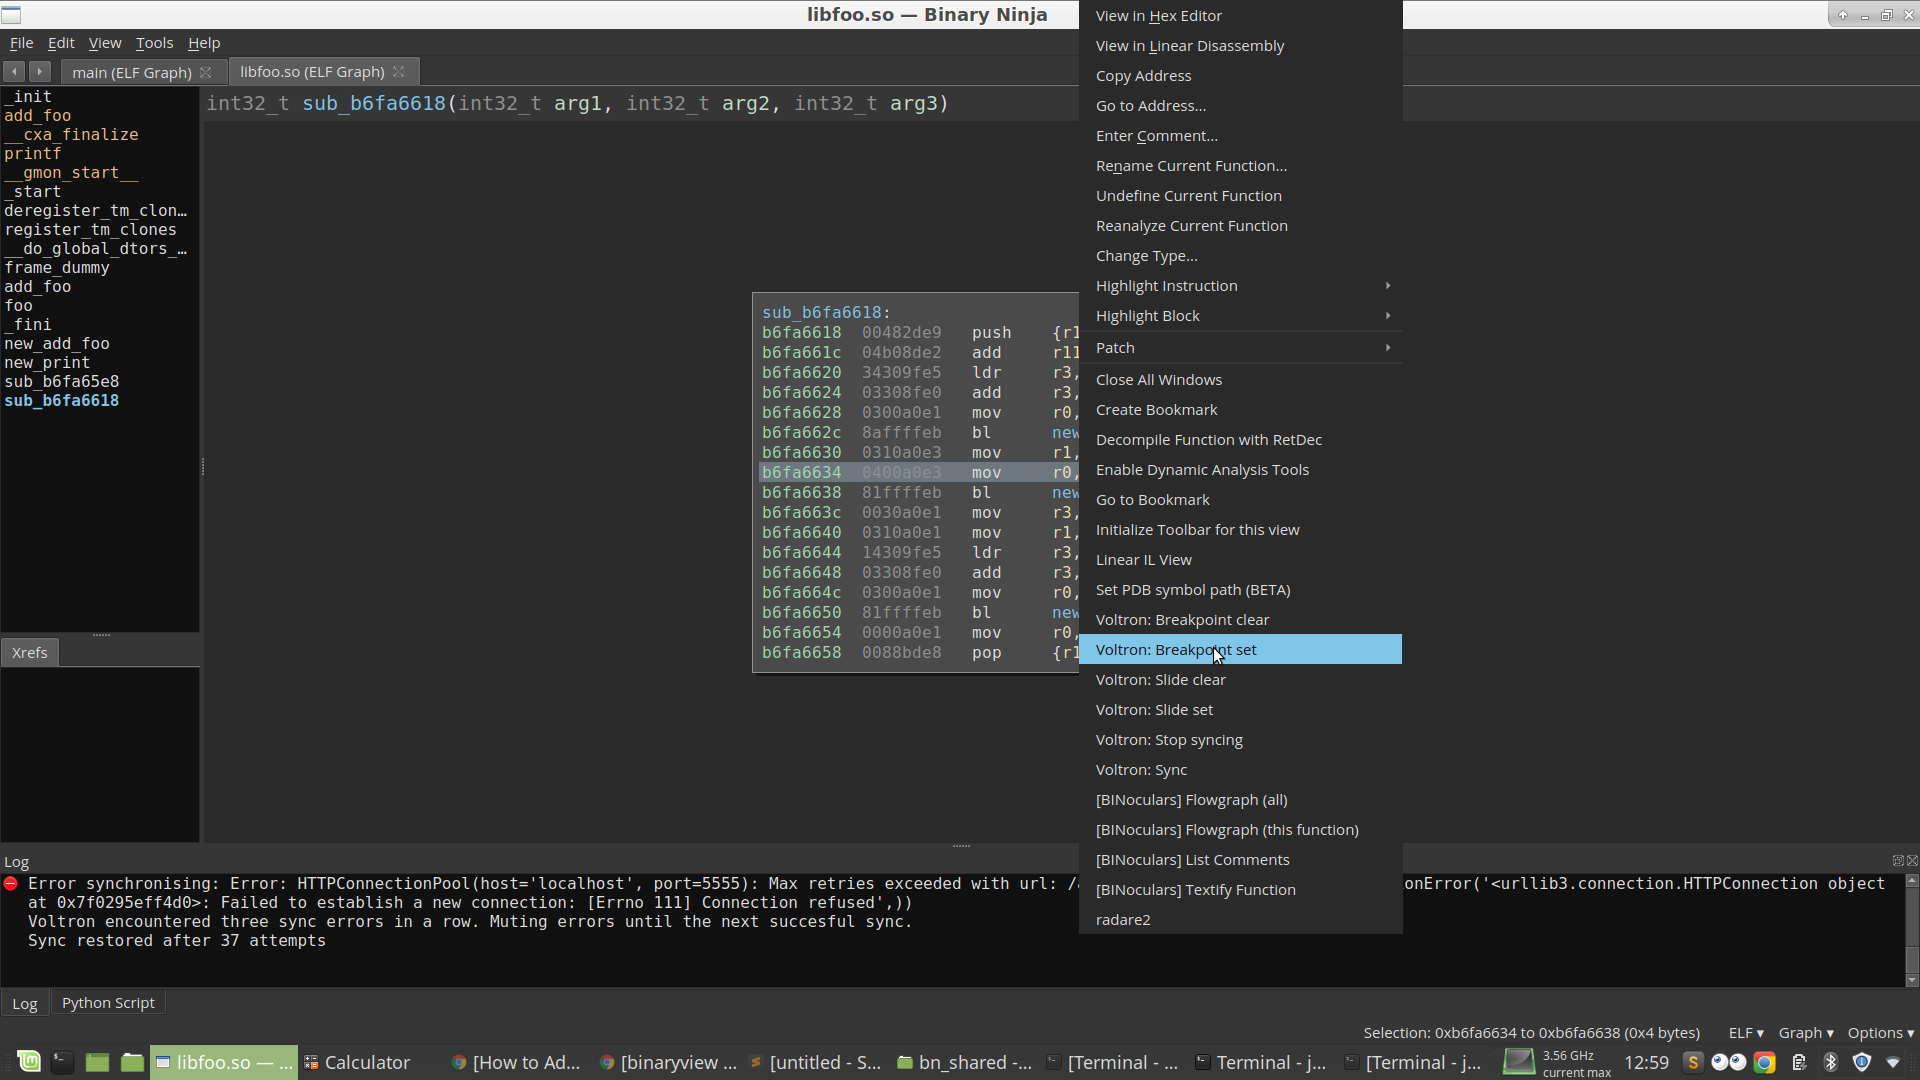 libfoo.so — Binary Ninja
File Edit View Tools Help
main (ELF Graph)
libfoo.so (ELF Graph)
_init
add_foo
__cxa_finalize
printf
__gmon_start__
_start
deregister_tm_clon…
register_tm_clones
__do_global_dtors_…
frame_dummy
add_foo
foo
_fini
new_add_foo
new_print
sub_b6fa65e8
sub_b6fa6618
Xrefs
int32_t sub_b6fa6618(int32_t arg1, int32_t arg2, int32_t arg3)
sub_b6fa6618:
b6fa6618 00482de9 push {r1
b6fa661c 04b08de2 add r11
b6fa6620 34309fe5 ldr r3,
b6fa6624 03308fe0 add r3,
b6fa6628 0300a0e1 mov r0,
b6fa662c 8affffeb bl new
b6fa6630 0310a0e3 mov r1,
b6fa6634 0400a0e3 mov r0,
b6fa6638 81ffffeb bl new
b6fa663c 0030a0e1 mov r3,
b6fa6640 0310a0e1 mov r1,
b6fa6644 14309fe5 ldr r3,
b6fa6648 03308fe0 add r3,
b6fa664c 0300a0e1 mov r0,
b6fa6650 81ffffeb bl new
b6fa6654 0000a0e1 mov r0,
b6fa6658 0088bde8 pop {r1
View in Hex Editor
View in Linear Disassembly
Copy Address
Go to Address...
Enter Comment...
Rename Current Function...
Undefine Current Function
Reanalyze Current Function
Change Type...
Highlight Instruction
Highlight Block
Patch
Close All Windows
Create Bookmark
Decompile Function with RetDec
Enable Dynamic Analysis Tools
Go to Bookmark
Initialize Toolbar for this view
Linear IL View
Set PDB symbol path (BETA)
Voltron: Breakpoint clear
Voltron: Breakpoint set
Voltron: Slide clear
Voltron: Slide set
Voltron: Stop syncing
Voltron: Sync
[BINoculars] Flowgraph (all)
[BINoculars] Flowgraph (this function)
[BINoculars] List Comments
[BINoculars] Textify Function
radare2
Log
Error synchronising: Error: HTTPConnectionPool(host='localhost', port=5555): Max retries exceeded with url: / onError('<urllib3.connection.HTTPConnection object
at 0x7f0295eff4d0>: Failed to establish a new connection: [Errno 111] Connection refused',))
Voltron encountered three sync errors in a row. Muting errors until the next succesful sync.
Sync restored after 37 attempts
Log Python Script
Selection: 0xb6fa6634 to 0xb6fa6638 (0x4 bytes) ELF Graph Options
libfoo.so — ... Calculator [How to Ad... [binaryview ... [untitled - S... bn_shared -... [Terminal - ... Terminal - j... [Terminal - j... 3.56 GHz
current max 12:59